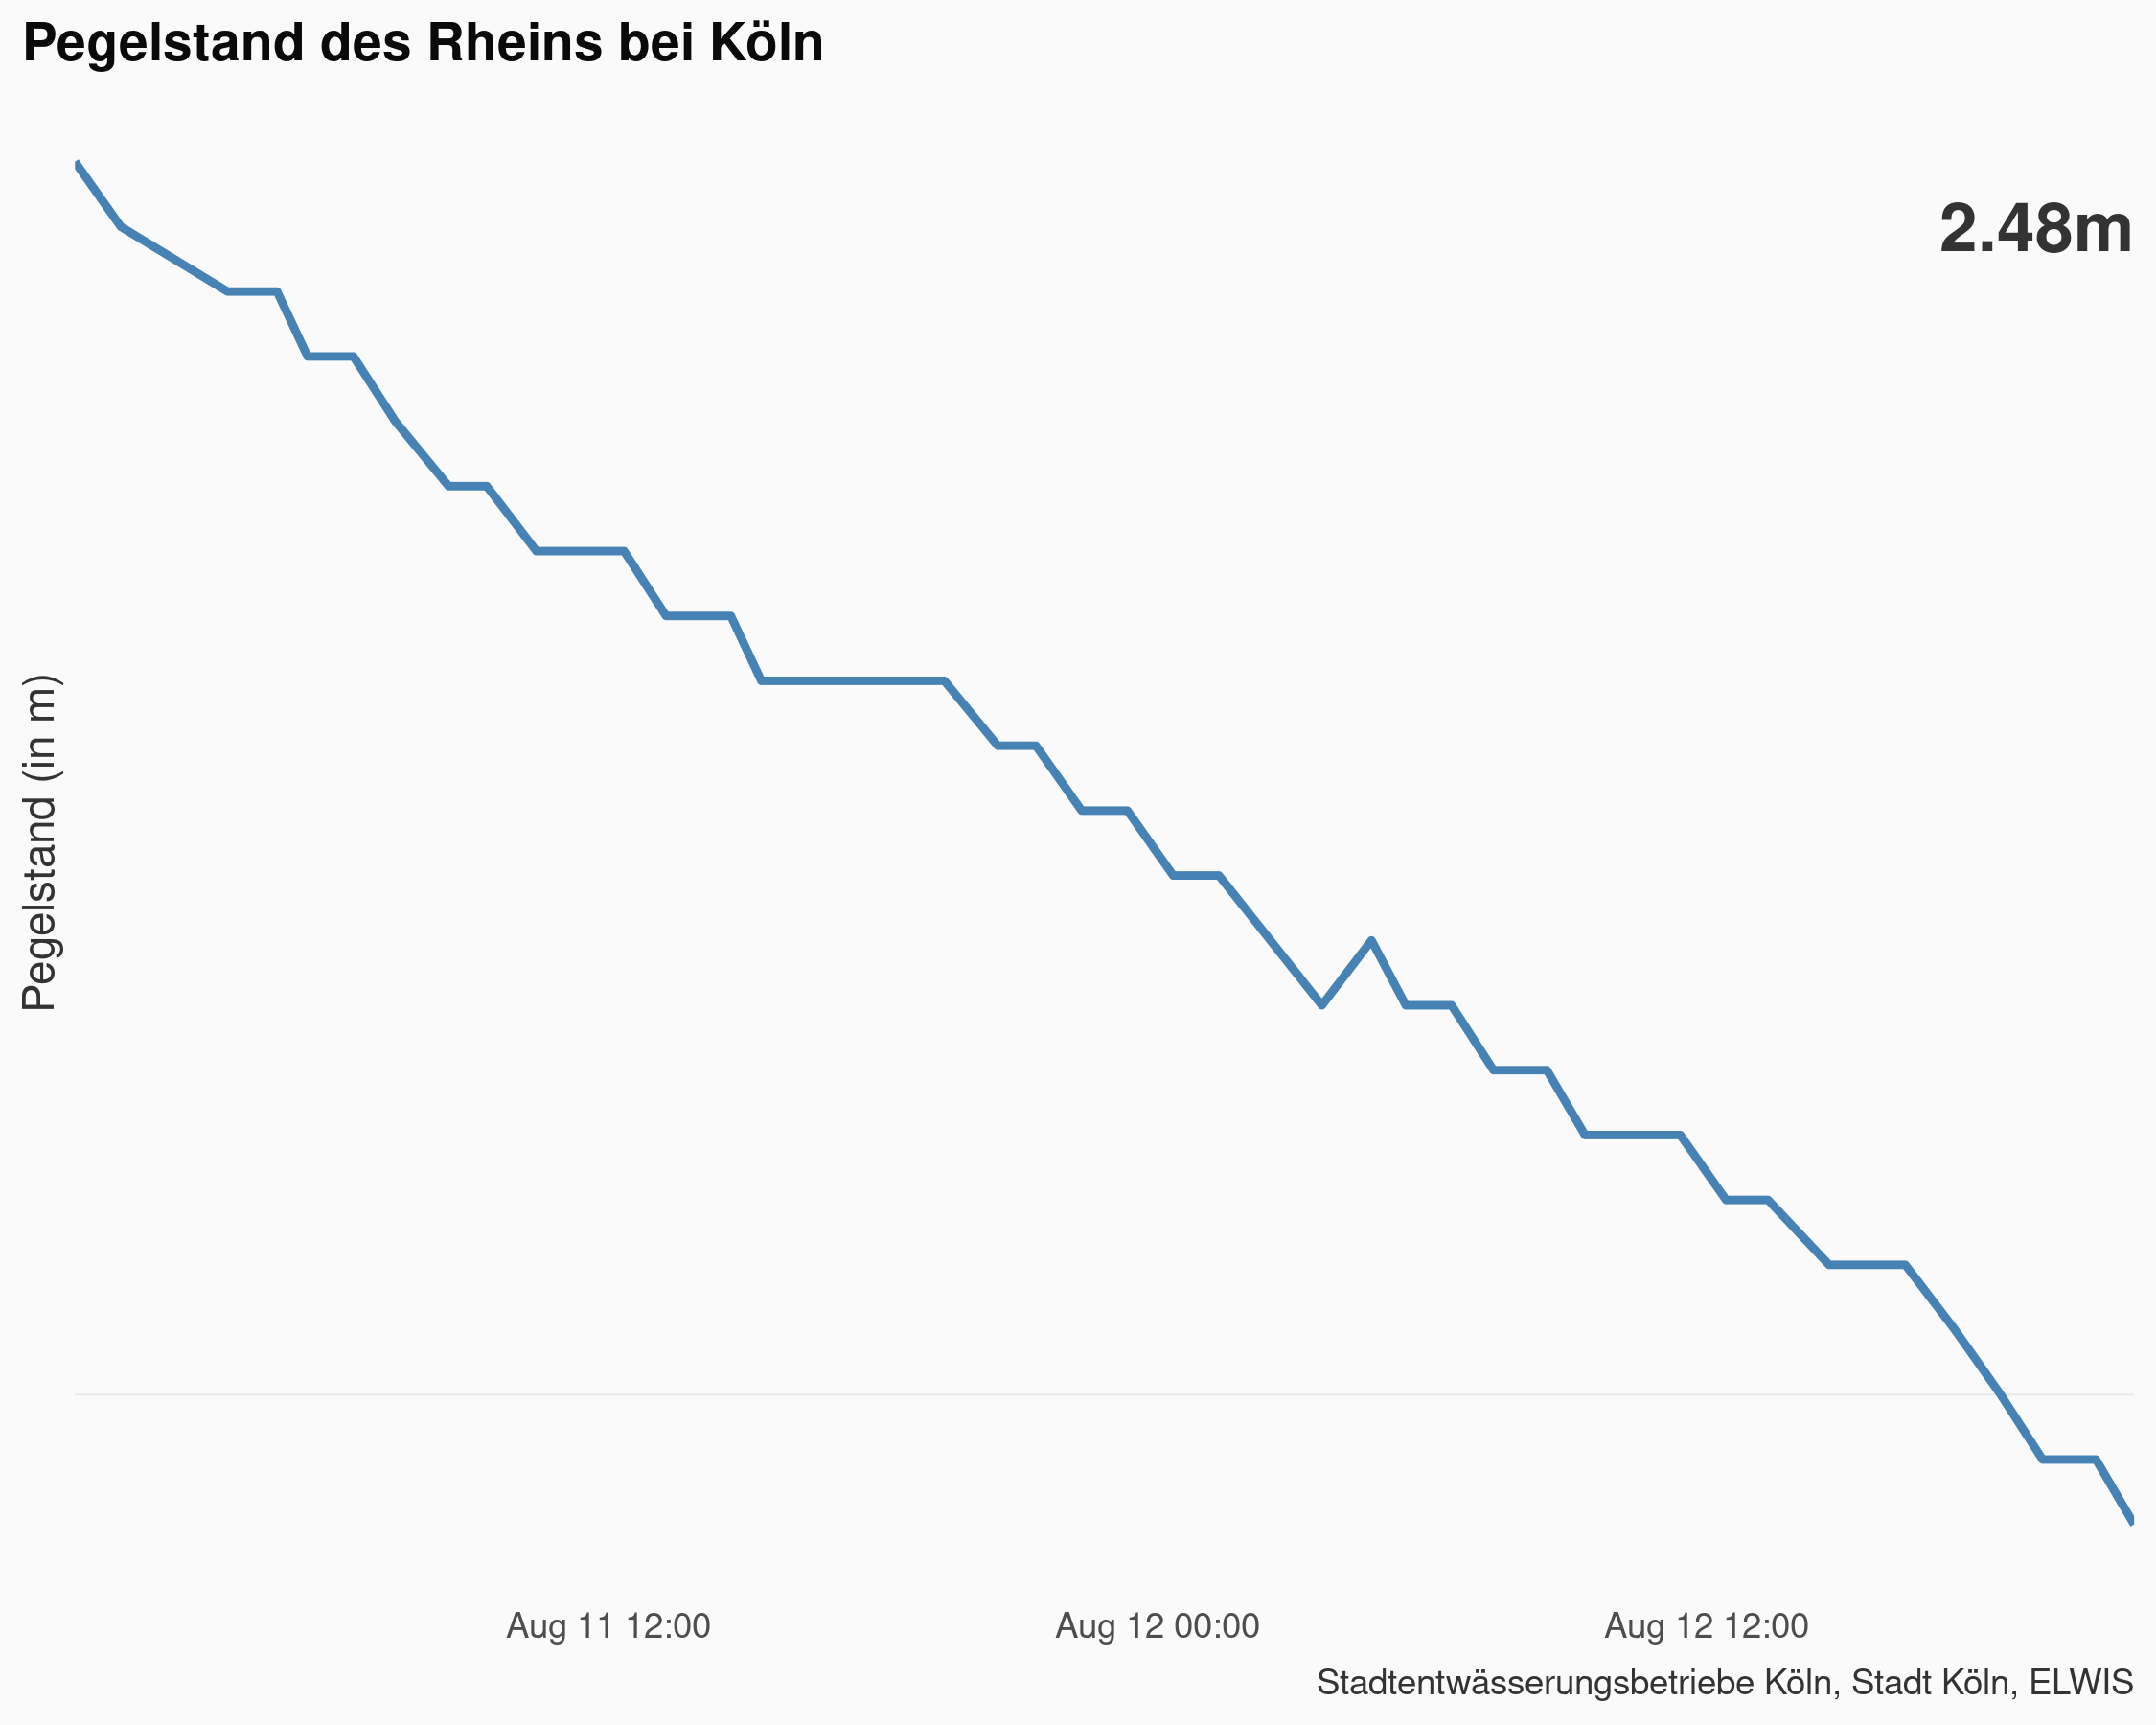 Pegelstand des Rheins bei Köln
2.48m
Pegelstand (in m)
Aug 11 12:00
Aug 12 00:00
Aug 12 12:00
Stadtentwässerungsbetriebe Köln, Stadt Köln, ELWIS